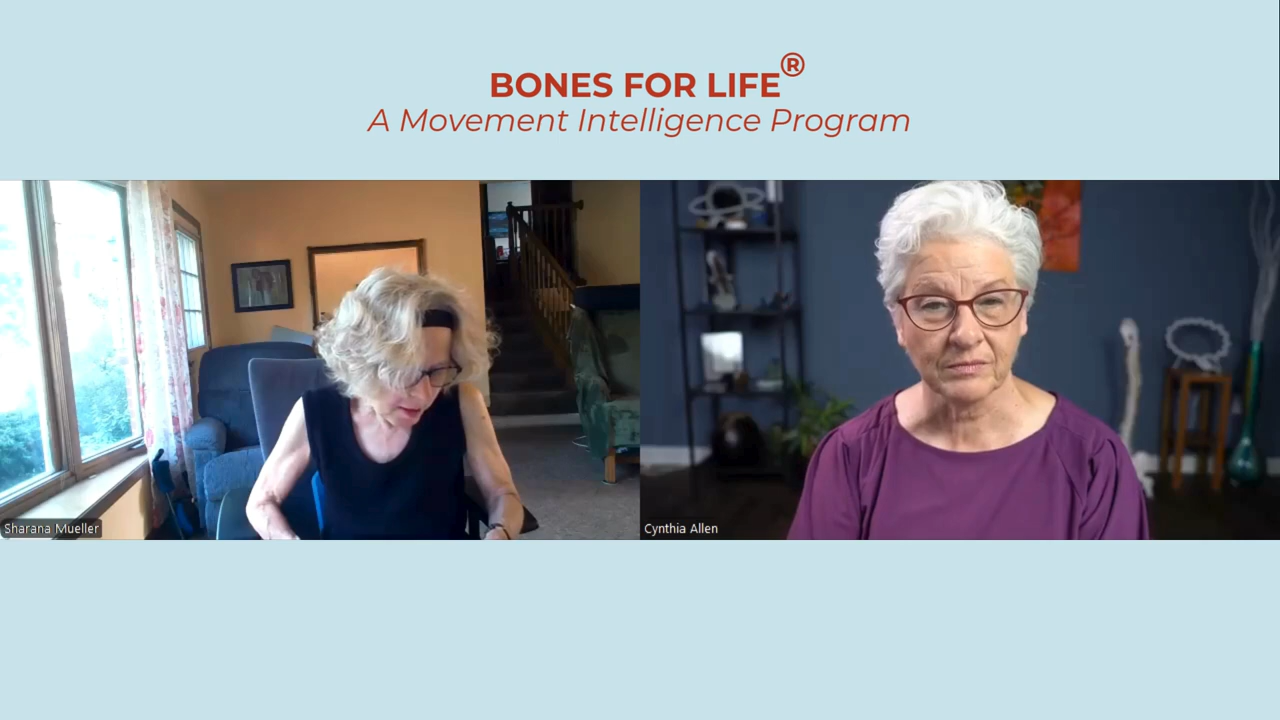 BONES FOR LIFE®
A Movement Intelligence Program
Sharana Mueller
Cynthia Allen